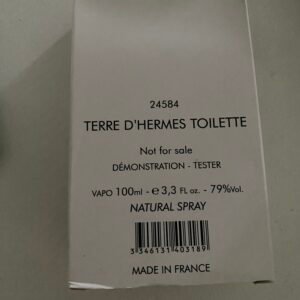 24584
TERRE D'HERMES TOILETTE
Not for sale
DÉMONSTRATION - TESTER
VAPO 100ml - ℮ 3,3 FL. OZ. - 79%Vol.
NATURAL SPRAY
3 346131 403189
MADE IN FRANCE